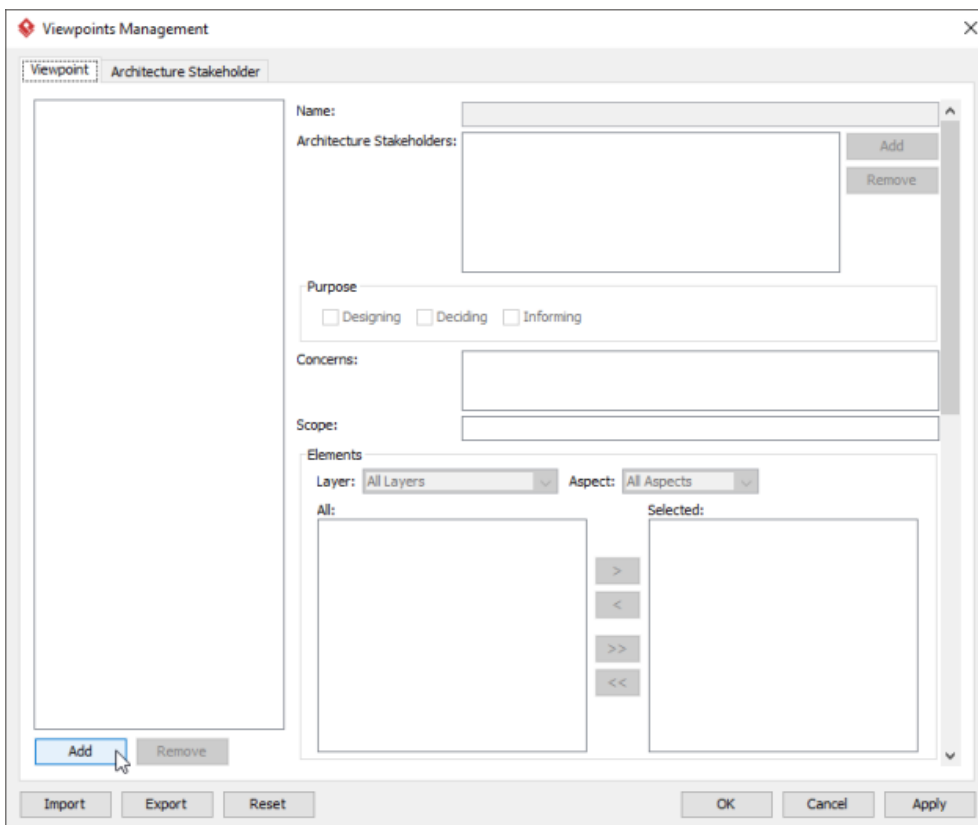 Viewpoints Management
Viewpoint Architecture Stakeholder
Name:
Architecture Stakeholders:
Add
Remove
Purpose
Designing Deciding Informing
Concerns:
Scope:
Elements
Layer: All Layers Aspect: All Aspects
All: Selected:
>
<
>>
<<
Add Remove
Import Export Reset OK Cancel Apply